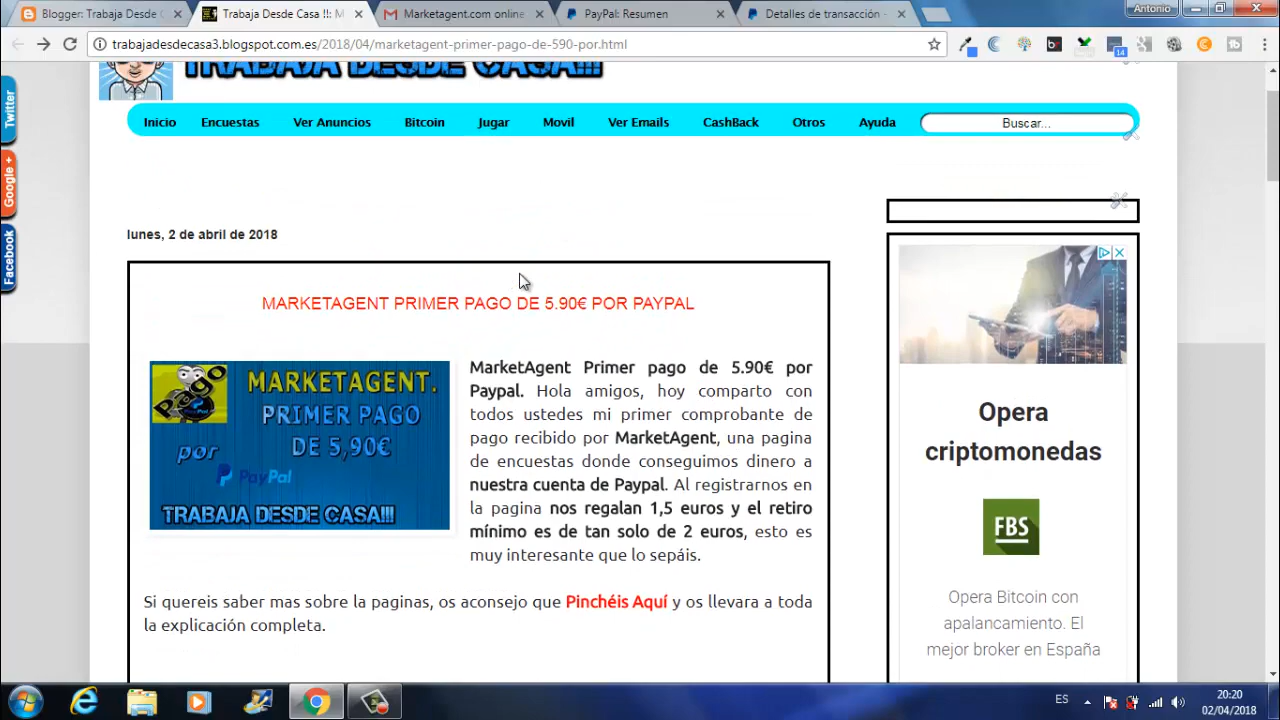 Blogger: Trabaja Desde C
Trabaja Desde Casa !!!: M
Marketagent.com online
PayPal: Resumen
Detalles de transacción -
Antonio
trabajadesdecasa3.blogspot.com.es/2018/04/marketagent-primer-pago-de-590-por.html
14
TRABAJA DESDE CASA!!!
Twitter
Google +
Facebook
Inicio Encuestas Ver Anuncios Bitcoin Jugar Movil Ver Emails CashBack Otros Ayuda Buscar...
lunes, 2 de abril de 2018
MARKETAGENT PRIMER PAGO DE 5.90€ POR PAYPAL
Pago
MARKETAGENT.
PRIMER PAGO
DE 5,90€
por
PayPal
TRABAJA DESDE CASA!!!
MarketAgent Primer pago de 5.90€ por
Paypal. Hola amigos, hoy comparto con
todos ustedes mi primer comprobante de
pago recibido por MarketAgent, una pagina
de encuestas donde conseguimos dinero a
nuestra cuenta de Paypal. Al registrarnos en
la pagina nos regalan 1,5 euros y el retiro
mínimo es de tan solo de 2 euros, esto es
muy interesante que lo sepáis.
Si quereis saber mas sobre la paginas, os aconsejo que Pinchéis Aquí y os llevara a toda
la explicación completa.
Opera
criptomonedas
FBS
Opera Bitcoin con
apalancamiento. El
mejor broker en España
ES
20:20
02/04/2018